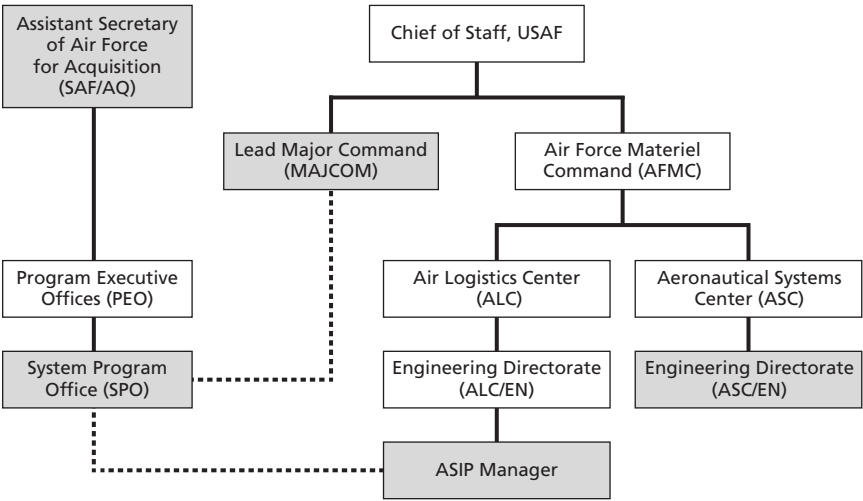 Assistant Secretary
of Air Force
for Acquisition
(SAF/AQ)
Chief of Staff, USAF
Lead Major Command
(MAJCOM)
Air Force Materiel
Command (AFMC)
Program Executive
Offices (PEO)
Air Logistics Center
(ALC)
Aeronautical Systems
Center (ASC)
System Program
Office (SPO)
Engineering Directorate
(ALC/EN)
Engineering Directorate
(ASC/EN)
ASIP Manager